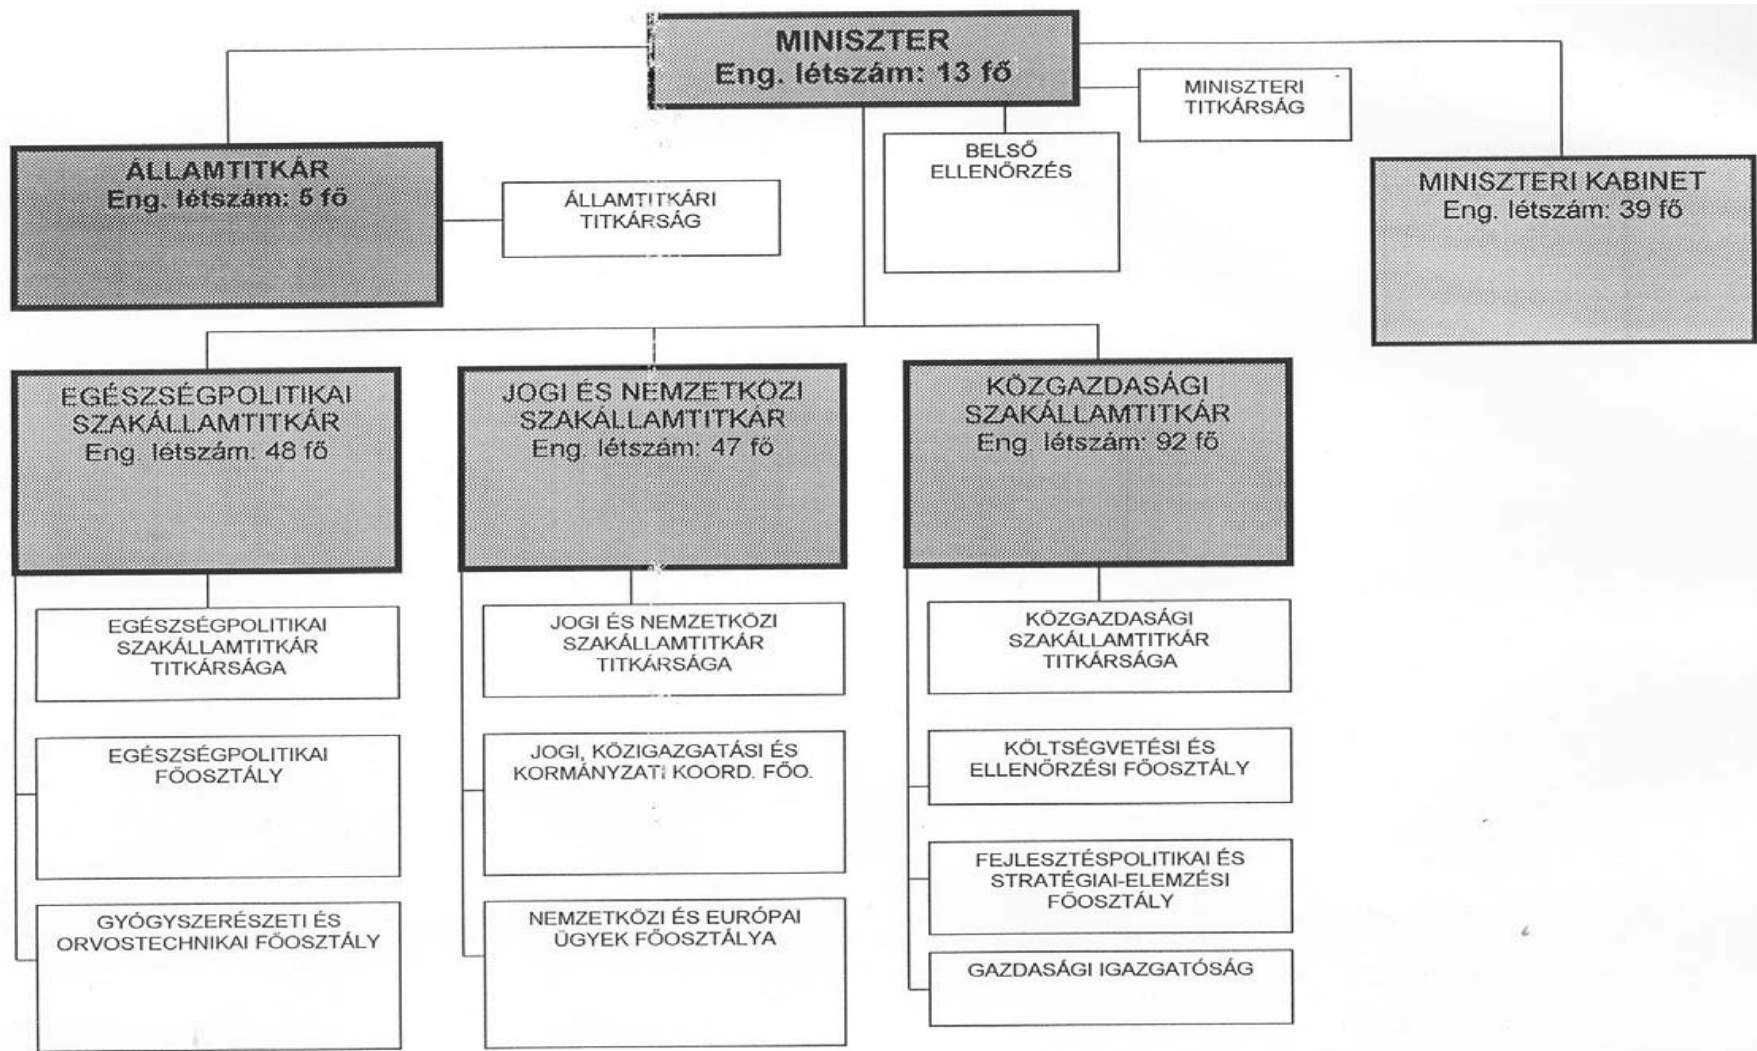 MINISZTER
Eng. létszám: 13 fő
MINISZTERI
TITKÁRSÁG
BELSŐ
ELLENŐRZÉS
ÁLLAMTITKÁR
Eng. létszám: 5 fő
ÁLLAMTITKÁRI
TITKÁRSÁG
MINISZTERI KABINET
Eng. létszám: 39 fő
EGÉSZSÉGPOLITIKAI
SZAKÁLLAMTITKÁR
Eng. létszám: 48 fő
JOGI ÉS NEMZETKÖZI
SZAKÁLLAMTITKÁR
Eng. létszám: 47 fő
KÖZGAZDASÁGI
SZAKÁLLAMTITKÁR
Eng. létszám: 92 fő
EGÉSZSÉGPOLITIKAI
SZAKÁLLAMTITKÁR
TITKÁRSÁGA
JOGI ÉS NEMZETKÖZI
SZAKÁLLAMTITKÁR
TITKÁRSÁGA
KÖZGAZDASÁGI
SZAKÁLLAMTITKÁR
TITKÁRSÁGA
EGÉSZSÉGPOLITIKAI
FŐOSZTÁLY
JOGI, KÖZIGAZGATÁSI ÉS
KORMÁNYZATI KOORD. FŐO.
KÖLTSÉGVETÉSI ÉS
ELLENŐRZÉSI FŐOSZTÁLY
FEJLESZTÉSPOLITIKAI ÉS
STRATÉGIAI-ELEMZÉSI
FŐOSZTÁLY
GYÓGYSZERÉSZETI ÉS
ORVOSTECHNIKAI FŐOSZTÁLY
NEMZETKÖZI ÉS EURÓPAI
ÜGYEK FŐOSZTÁLYA
GAZDASÁGI IGAZGATÓSÁG